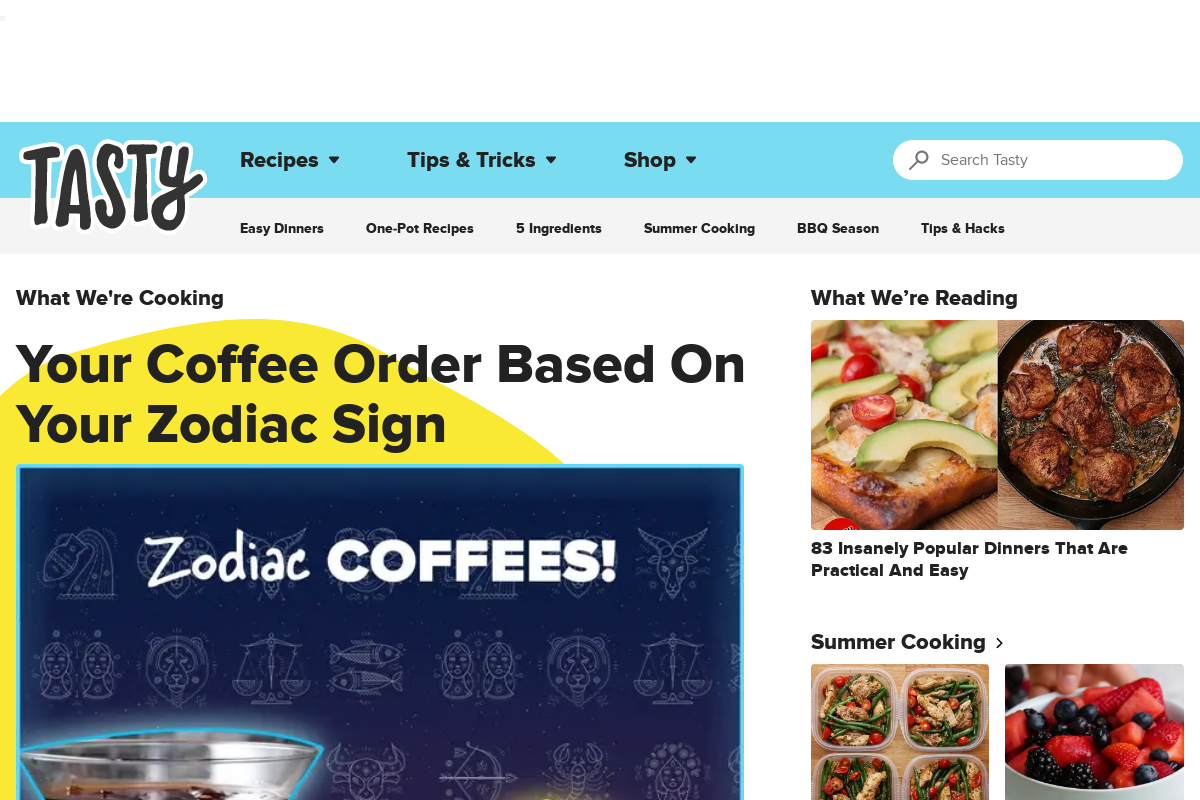 TASTY
Recipes
Tips & Tricks
Shop
Search Tasty
Easy Dinners
One-Pot Recipes
5 Ingredients
Summer Cooking
BBQ Season
Tips & Hacks
What We're Cooking
Your Coffee Order Based On
Your Zodiac Sign
Zodiac COFFEES!
What We’re Reading
83 Insanely Popular Dinners That Are
Practical And Easy
Summer Cooking